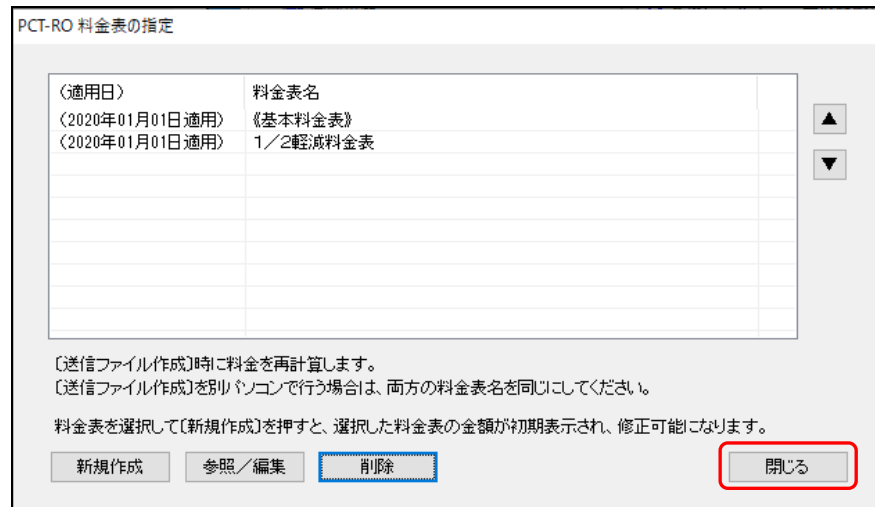 PCT-RO 料金表の指定
(適用日) 料金表名
(2020年01月01日適用) 《基本料金表》
(2020年01月01日適用) 1／2軽減料金表
▲
▼
〔送信ファイル作成〕時に料金を再計算します。
〔送信ファイル作成〕を別パソコンで行う場合は、両方の料金表名を同じにしてください。
料金表を選択して〔新規作成〕を押すと、選択した料金表の金額が初期表示され、修正可能になります。
新規作成 参照／編集 削除 閉じる